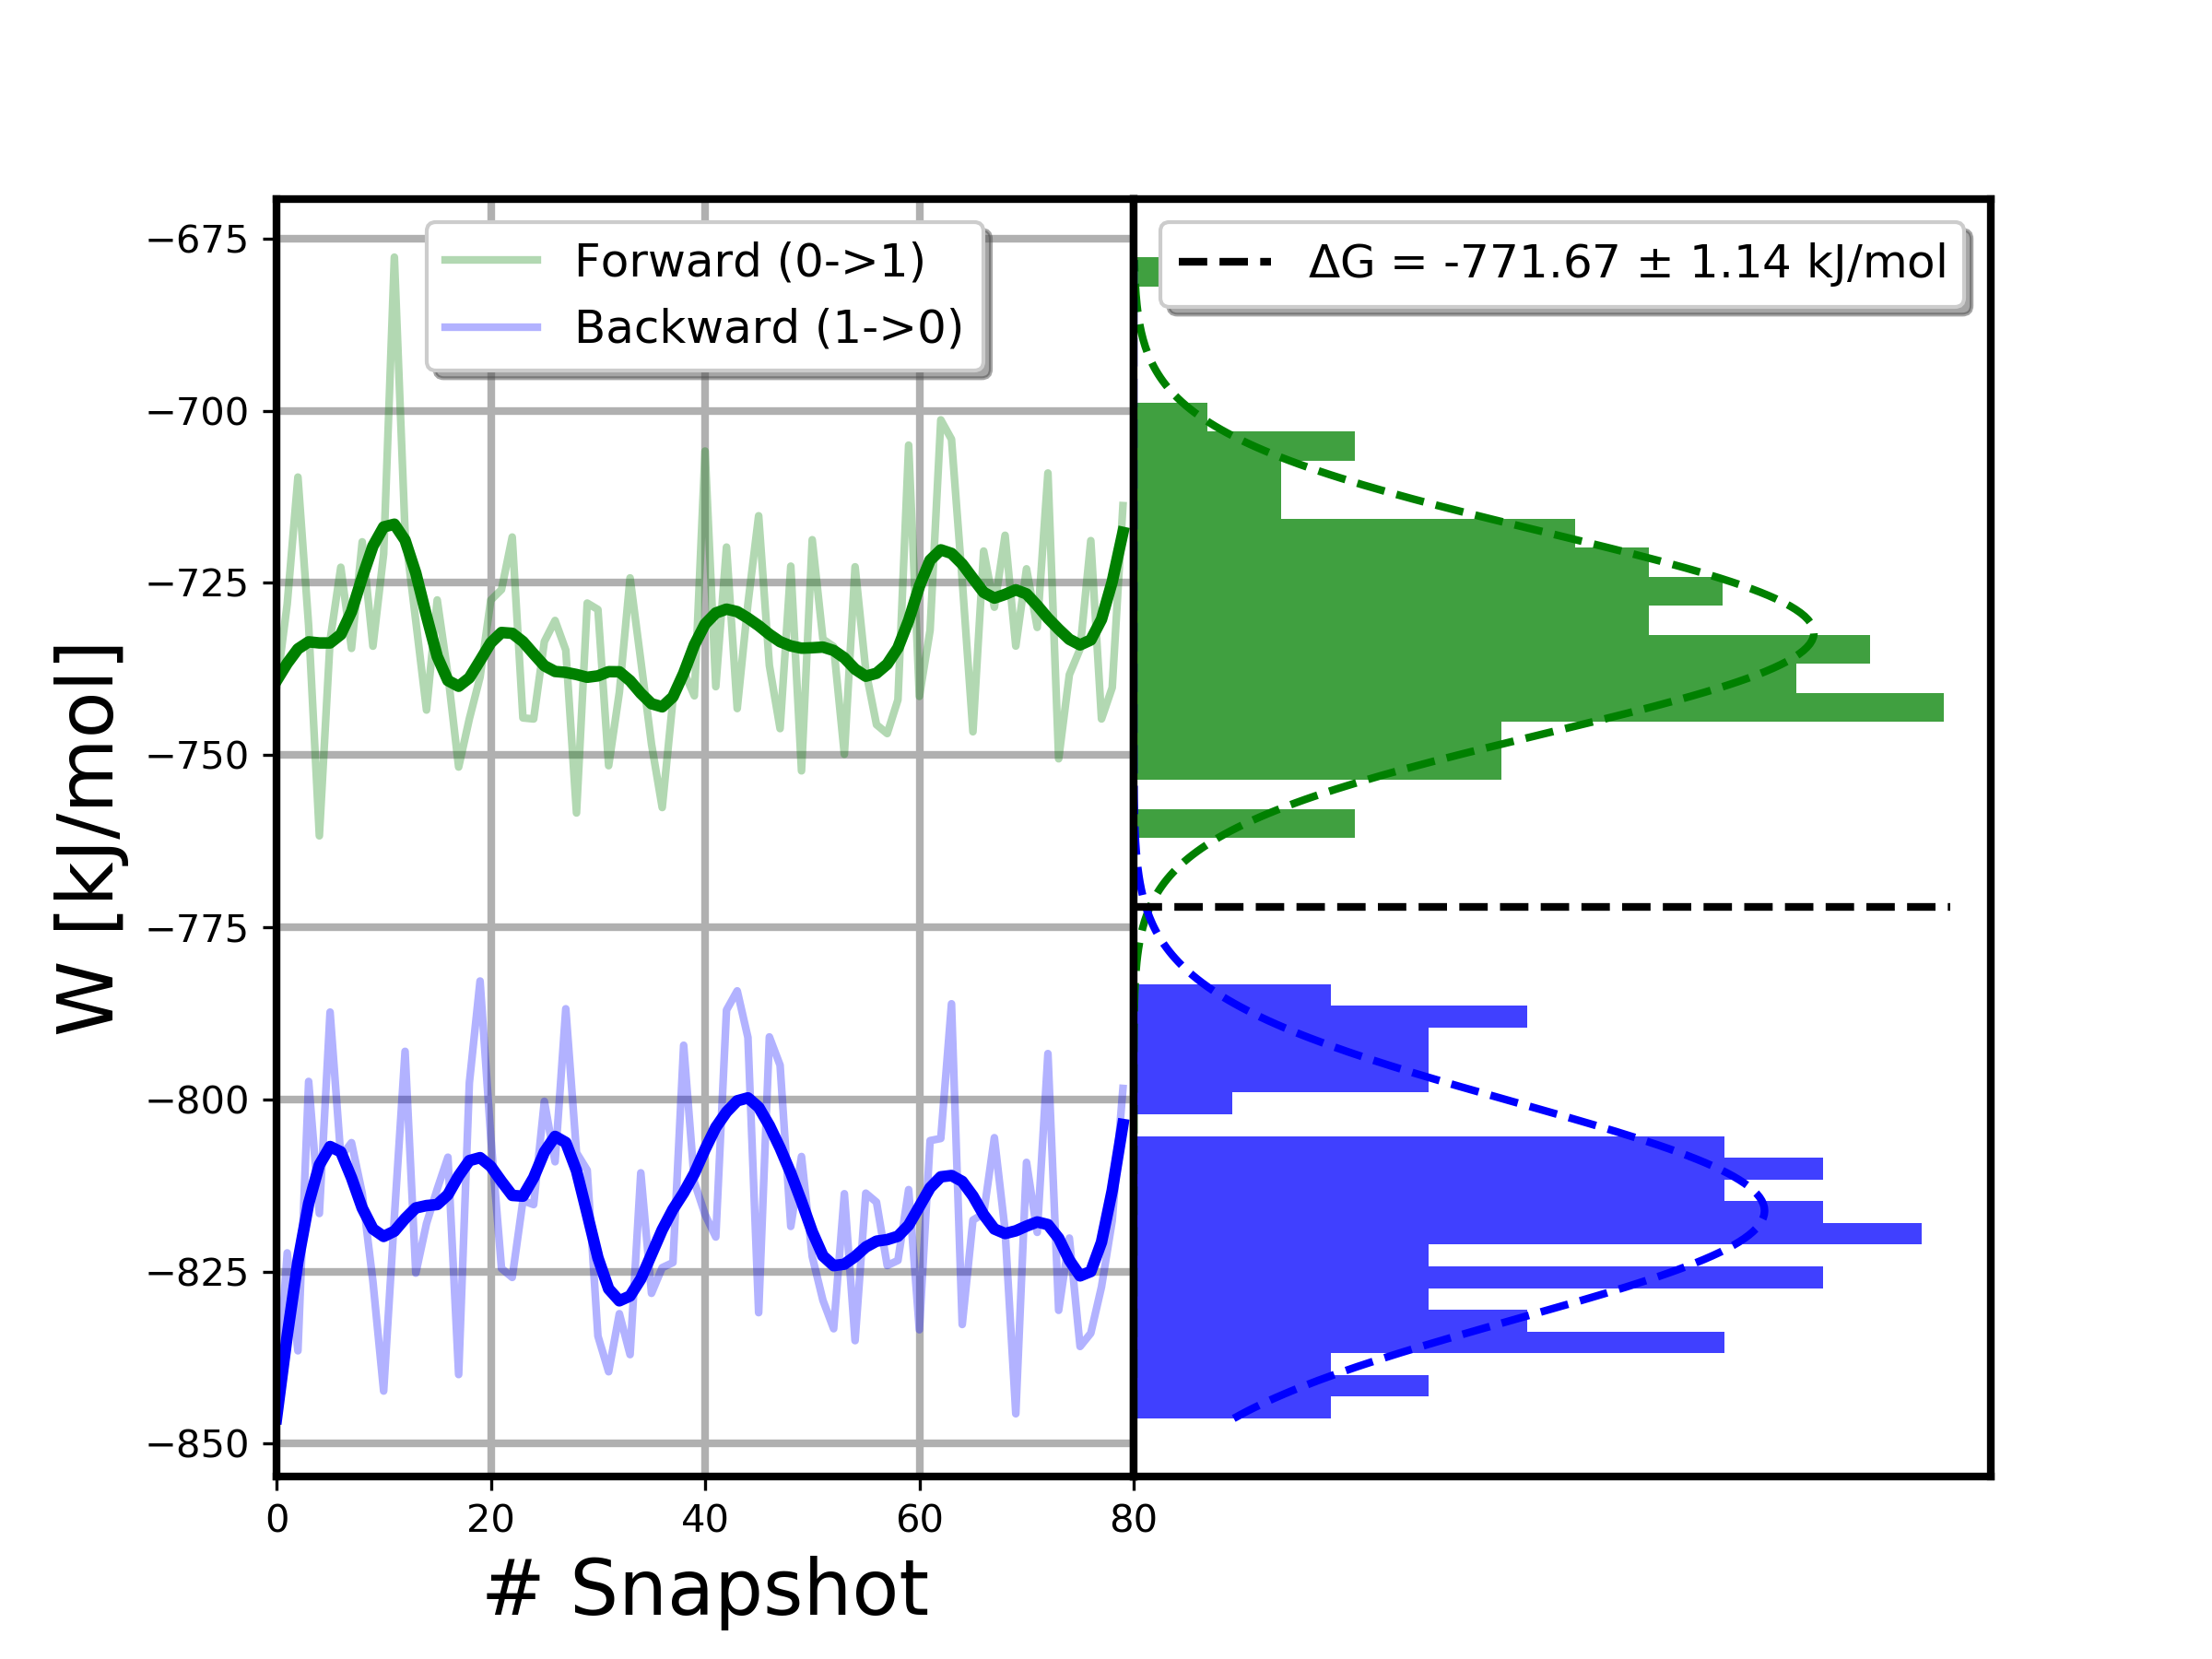 Forward (0->1)
Backward (1->0)
ΔG = -771.67 ± 1.14 kJ/mol
W [kJ/mol]
−675
−700
−725
−750
−775
−800
−825
−850
0 20 40 60 80
# Snapshot